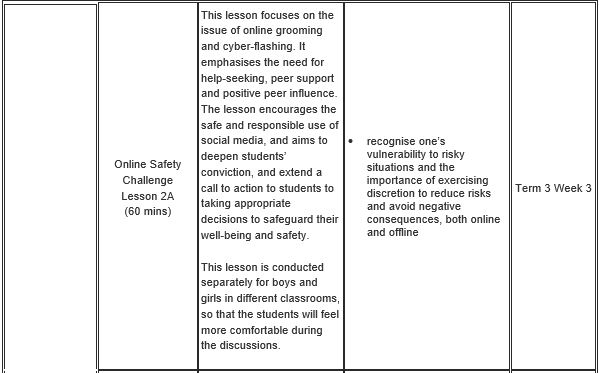 Online Safety
Challenge
Lesson 2A
(60 mins)
This lesson focuses on the
issue of online grooming
and cyber-flashing. It
emphasises the need for
help-seeking, peer support
and positive peer influence.
The lesson encourages the
safe and responsible use of
social media, and aims to
deepen students’
conviction, and extend a
call to action to students to
taking appropriate
decisions to safeguard their
well-being and safety.
This lesson is conducted
separately for boys and
girls in different classrooms,
so that the students will feel
more comfortable during
the discussions.
• recognise one’s
vulnerability to risky
situations and the
importance of exercising
discretion to reduce risks
and avoid negative
consequences, both online
and offline
Term 3 Week 3